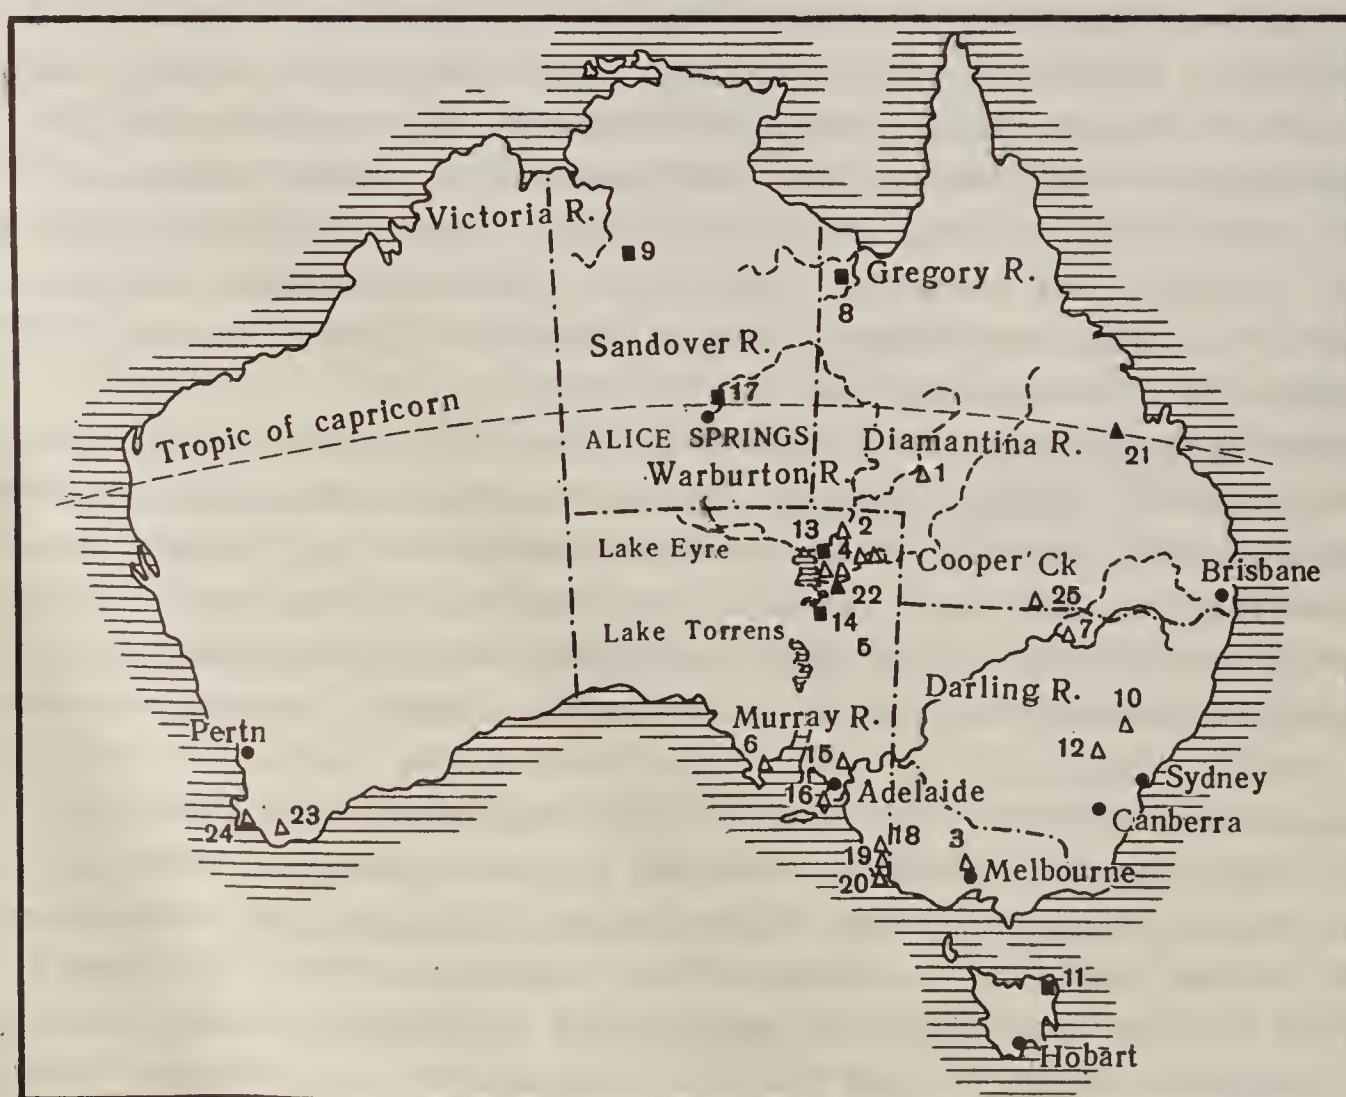 Victoria R.
9
Gregory R.
8
Sandover R.
17
Tropic of capricorn
ALICE SPRINGS
Diamantina R.
21
Warburton R.
1
13
2
Lake Eyre
4
Cooper Ck
Brisbane
22
25
14
Lake Torrens
5
7
Darling R.
10
Murray R.
Pertn
6
15
12
Sydney
16
Adelaide
Canberra
23
24
18
3
19
Melbourne
20
11
Hobart